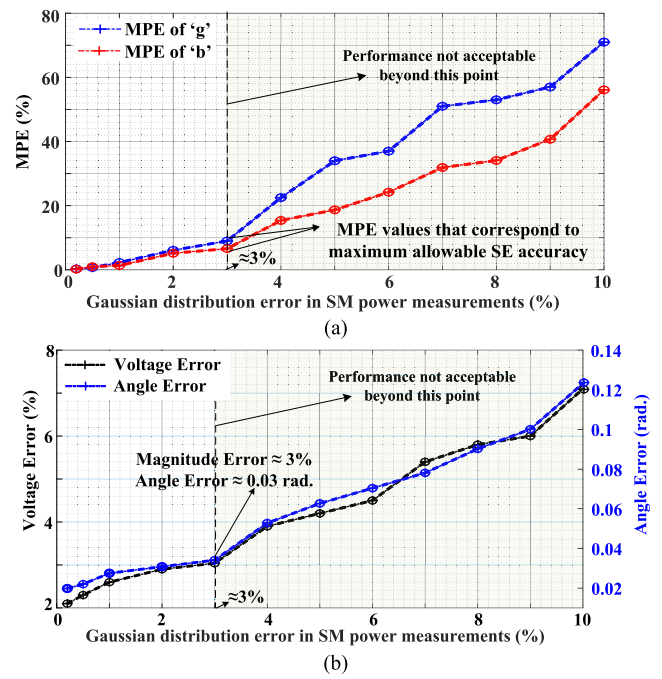 80
60
40
20
0
MPE (%)
MPE of ‘g’
MPE of ‘b’
Performance not acceptable
beyond this point
MPE values that correspond to
maximum allowable SE accuracy
≈3%
0 2 4 6 8 10
Gaussian distribution error in SM power measurements (%)
(a)
8
6
4
2
Voltage Error (%)
Voltage Error
Angle Error
Performance not acceptable
beyond this point
Magnitude Error ≈ 3%
Angle Error ≈ 0.03 rad.
≈3%
0.14
0.12
0.1
0.08
0.06
0.04
0.02
Angle Error (rad.)
0 2 4 6 8 10
Gaussian distribution error in SM power measurements (%)
(b)